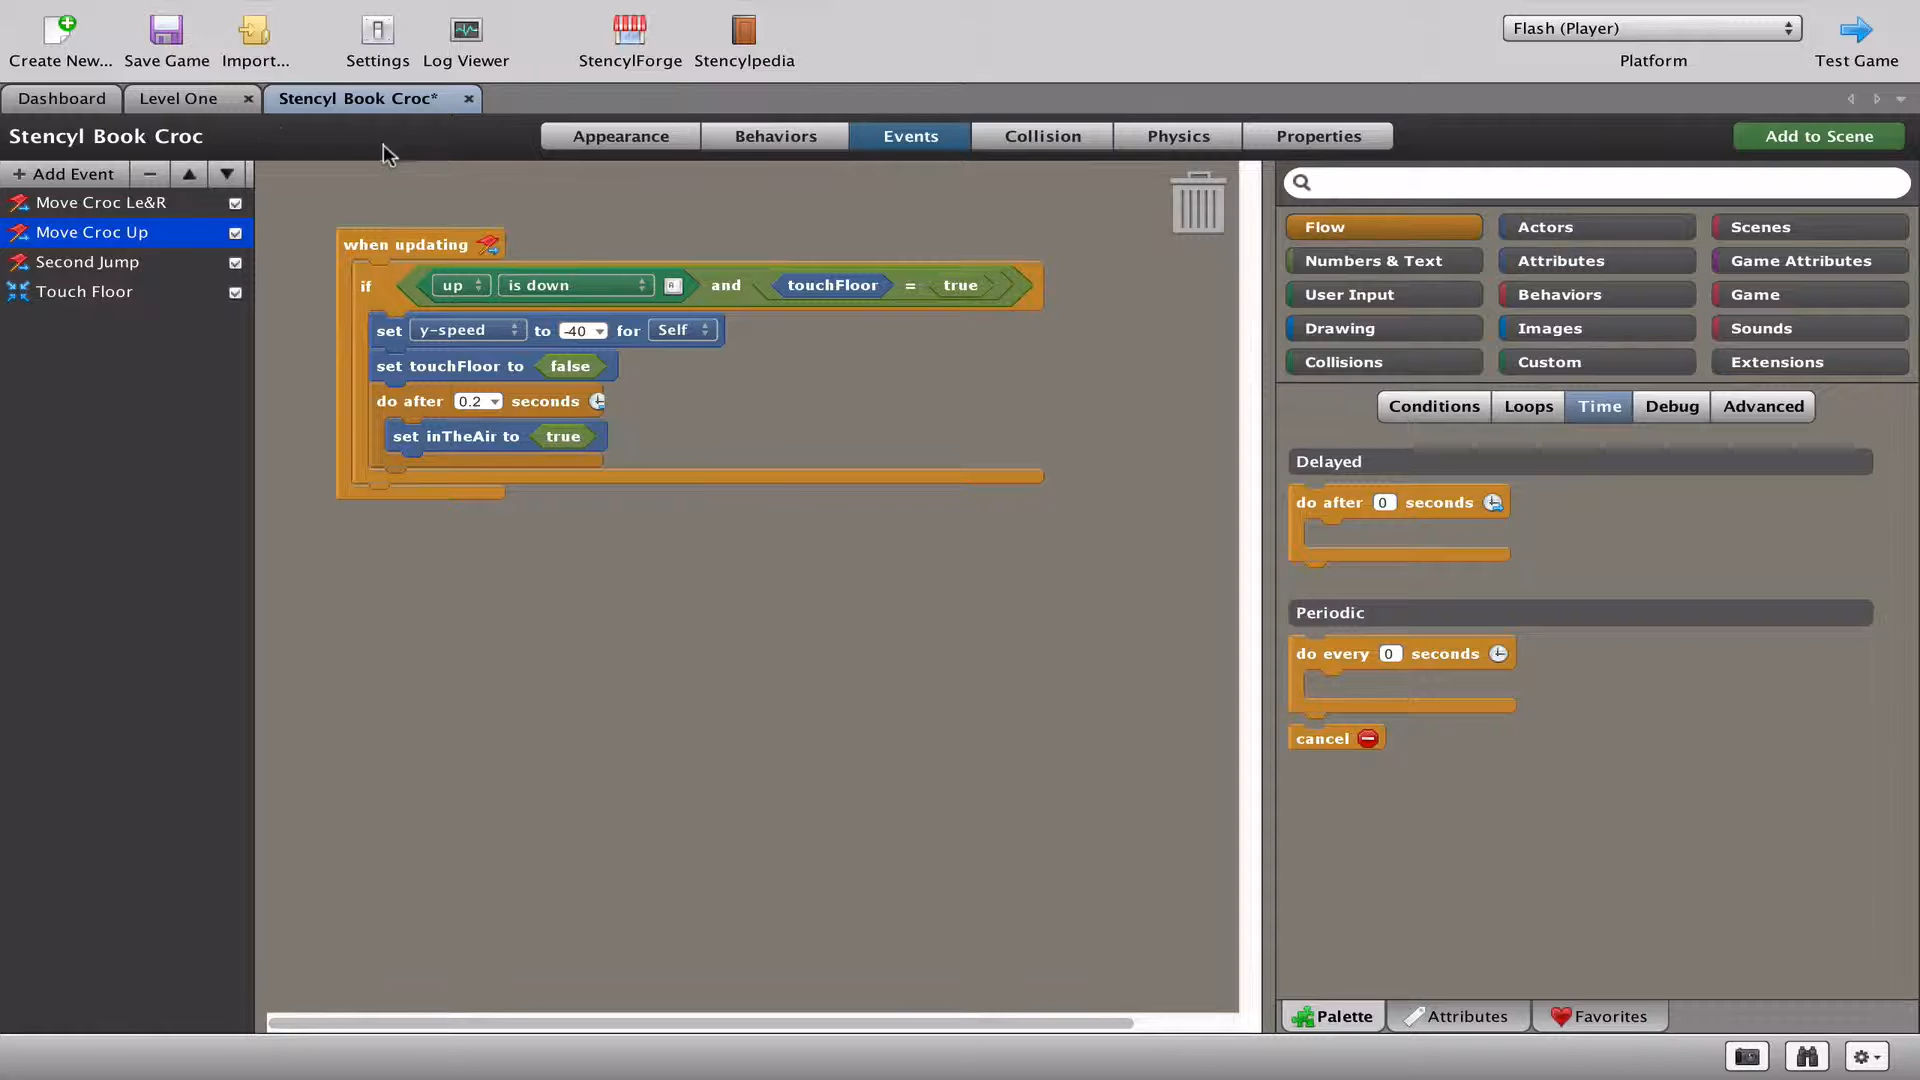 Create New... Save Game Import... Settings Log Viewer StencylForge Stencylpedia Flash (Player) Platform Test Game
Dashboard Level One Stencyl Book Croc*
Stencyl Book Croc Appearance Behaviors Events Collision Physics Properties Add to Scene
+ Add Event
Move Croc Le&R
Move Croc Up
Second Jump
Touch Floor
when updating
if up is down and touchFloor = true
set y-speed to -40 for Self
set touchFloor to false
do after 0.2 seconds
set inTheAir to true
Flow Actors Scenes
Numbers & Text Attributes Game Attributes
User Input Behaviors Game
Drawing Images Sounds
Collisions Custom Extensions
Conditions Loops Time Debug Advanced
Delayed
do after 0 seconds
Periodic
do every 0 seconds
cancel
Palette Attributes Favorites